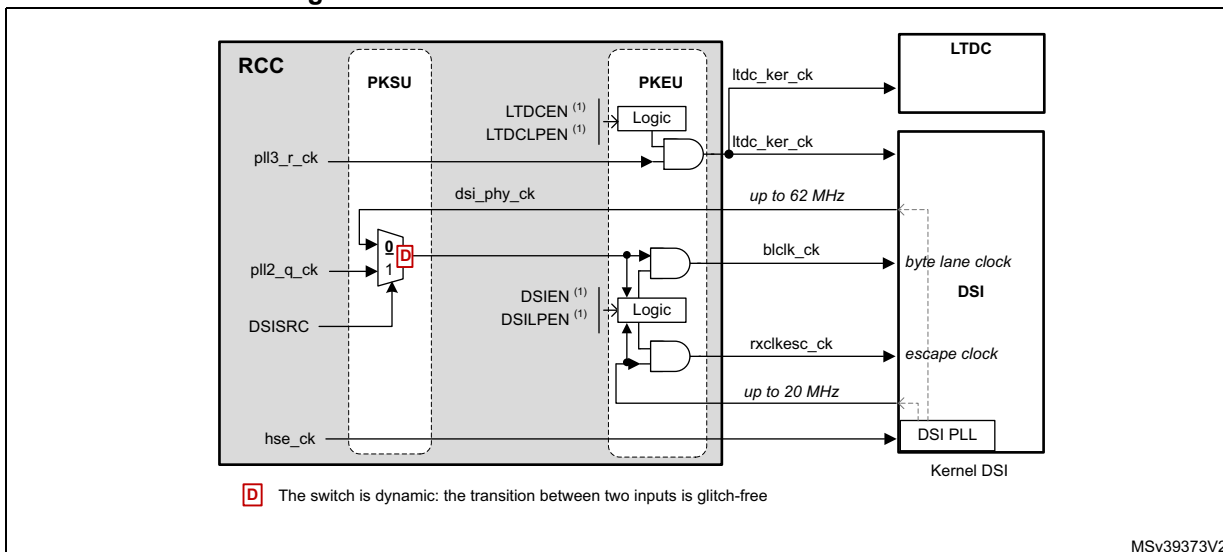 RCC
PKSU
PKEU
LTDC
ltdc_ker_ck
LTDCEN (1)
LTDCLPEN (1)
Logic
ltdc_ker_ck
pll3_r_ck
dsi_phy_ck
up to 62 MHz
0
D
1
pll2_q_ck
blclk_ck
byte lane clock
DSI
DSIEN (1)
DSILPEN (1)
Logic
DSISRC
rxclkesc_ck
escape clock
up to 20 MHz
hse_ck
DSI PLL
Kernel DSI
D The switch is dynamic: the transition between two inputs is glitch-free
MSv39373V2